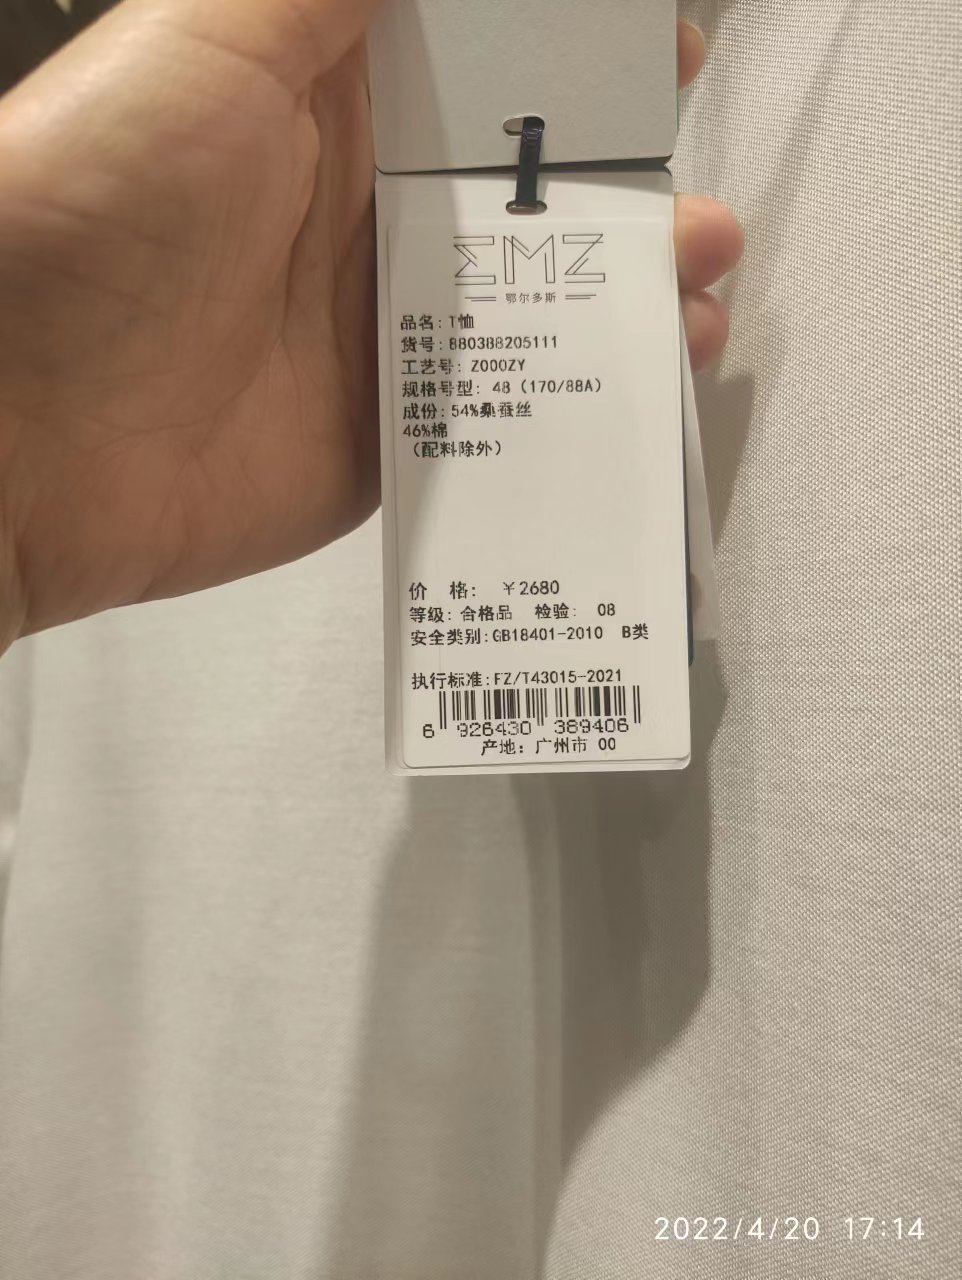 ΣMZ
鄂尔多斯
品名：T恤
货号：880388205111
工艺号：Z000ZY
规格号型：48（170/88A）
成份：54%桑蚕丝
46%棉
（配料除外）
价 格： ￥2680
等级：合格品 检验： 08
安全类别：GB18401-2010 B类
执行标准：FZ/T43015-2021
6 926430 389406
产地：广州市 00
2022/4/20 17:14